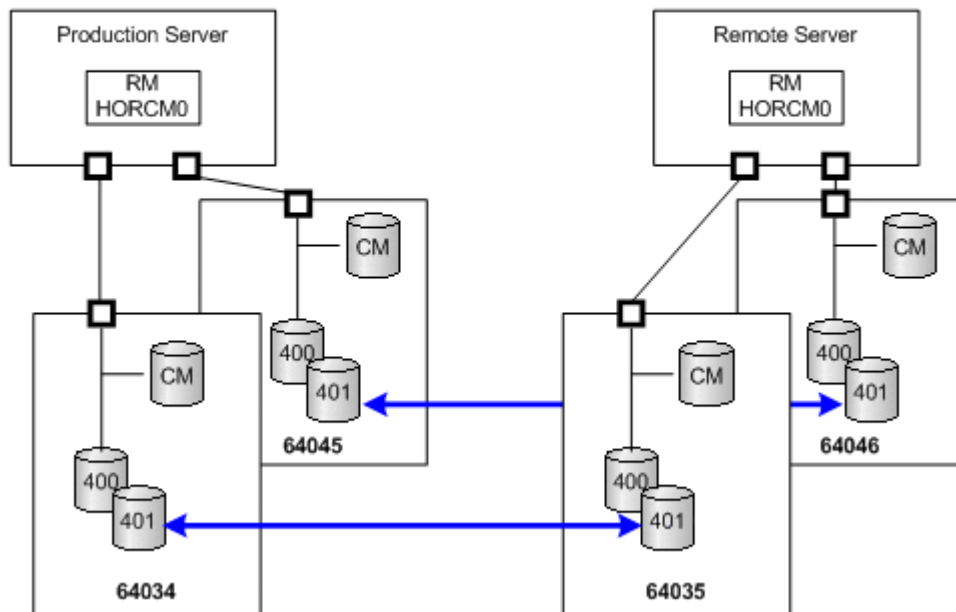 Production Server
RM
HORCM0
Remote Server
RM
HORCM0
CM
400
401
64045
CM
400
401
64046
CM
400
401
64034
CM
400
401
64035